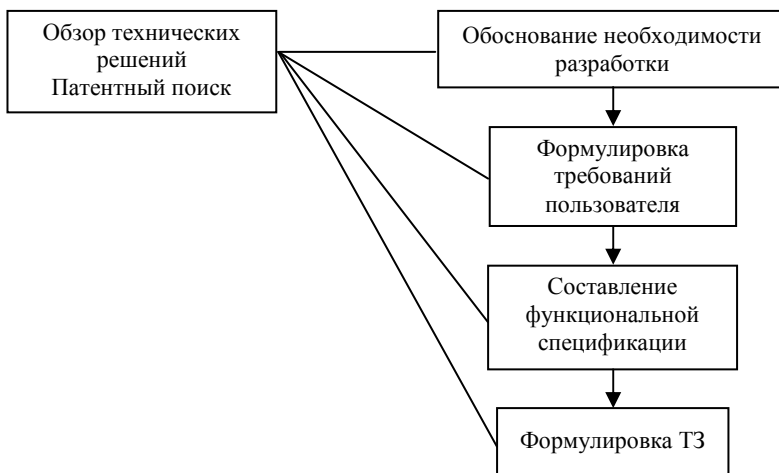 Обзор технических
решений
Патентный поиск
Обоснование необходимости
разработки
Формулировка
требований
пользователя
Составление
функциональной
спецификации
Формулировка ТЗ